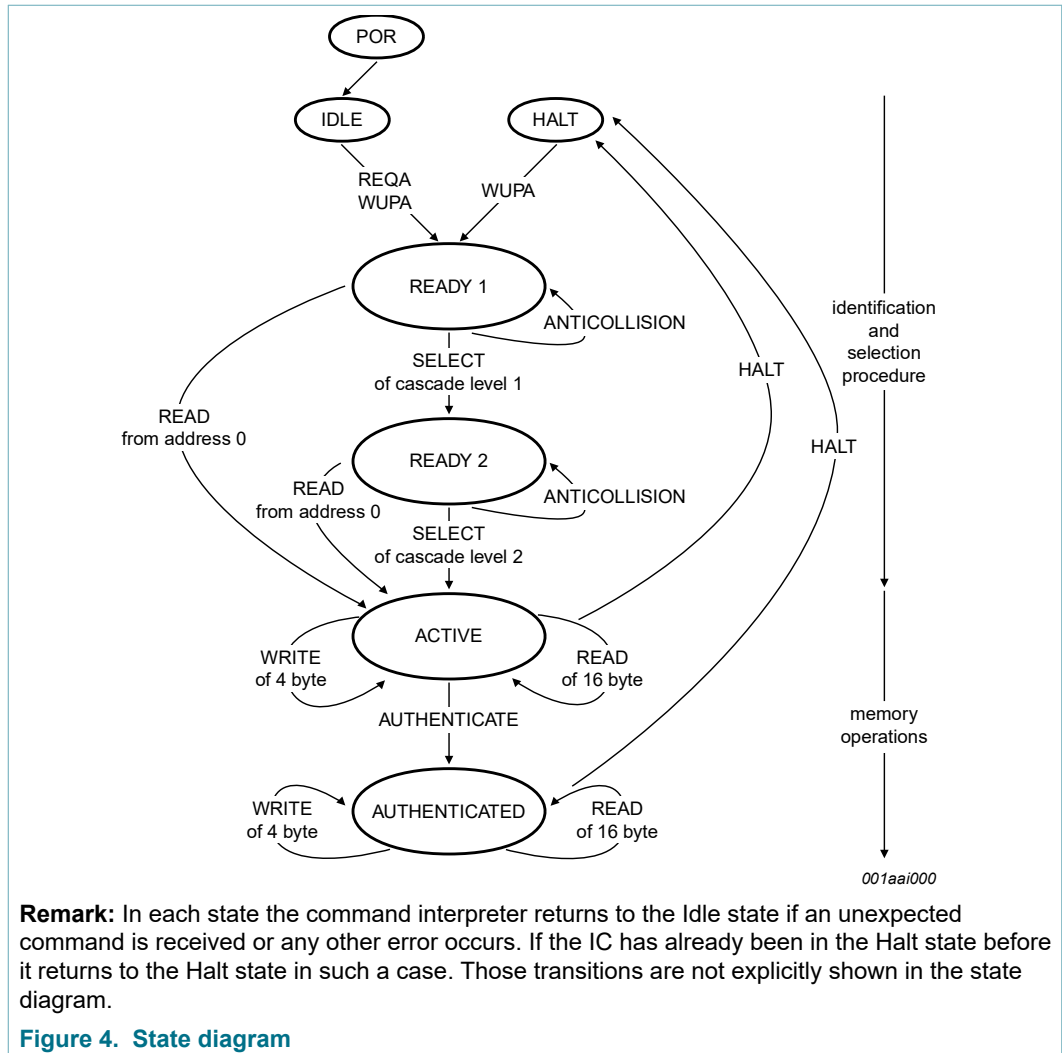 POR
IDLE
HALT
REQA
WUPA
WUPA
READY 1
ANTICOLLISION
identification
and
selection
procedure
SELECT
of cascade level 1
HALT
READ
from address 0
HALT
READY 2
READ
from address 0
ANTICOLLISION
SELECT
of cascade level 2
ACTIVE
WRITE
of 4 byte
READ
of 16 byte
AUTHENTICATE
memory
operations
AUTHENTICATED
WRITE
of 4 byte
READ
of 16 byte
001aai000
Remark: In each state the command interpreter returns to the Idle state if an unexpected
command is received or any other error occurs. If the IC has already been in the Halt state before
it returns to the Halt state in such a case. Those transitions are not explicitly shown in the state
diagram.
Figure 4. State diagram